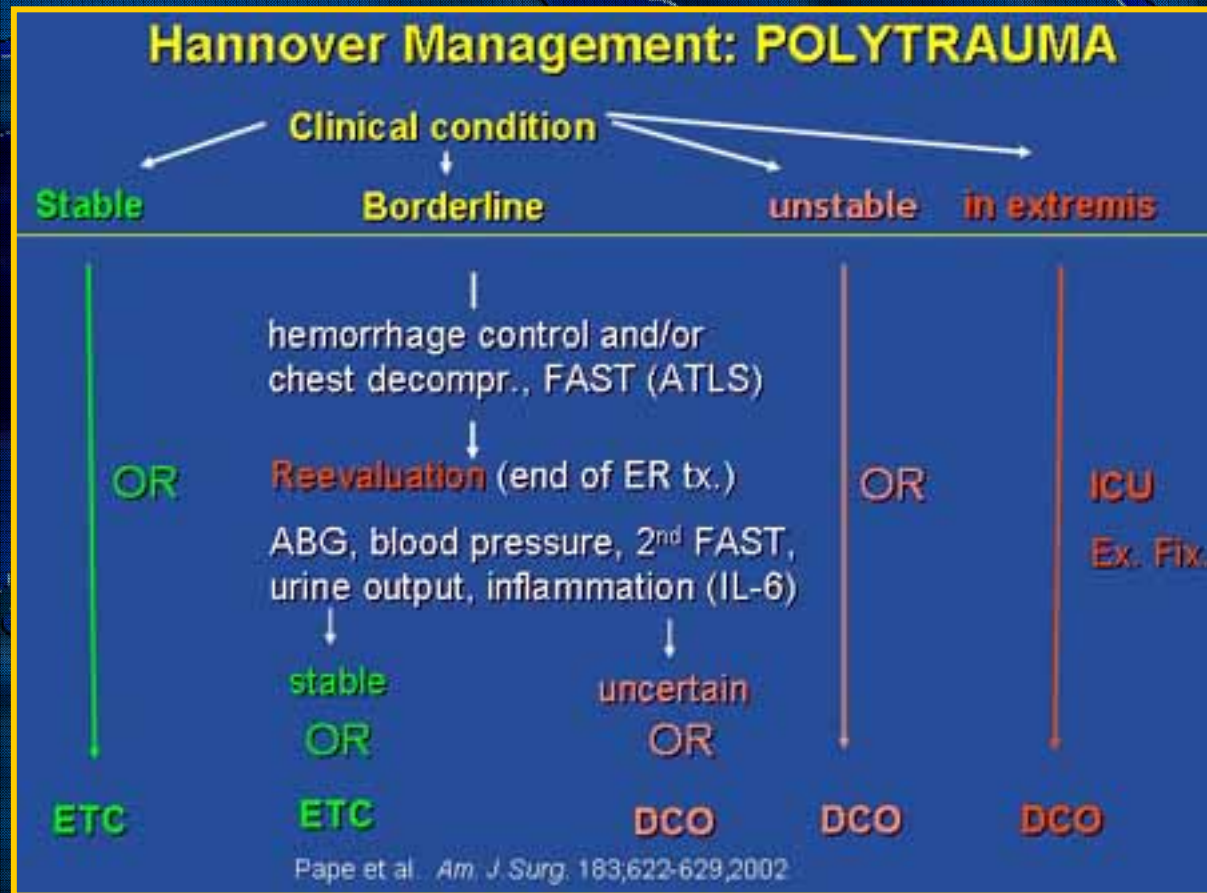 Hannover Management: POLYTRAUMA
Clinical condition
Stable
Borderline
unstable
in extremis
hemorrhage control and/or
chest decompr., FAST (ATLS)
OR
Reevaluation (end of ER tx.)
OR
ICU
ABG, blood pressure, 2nd FAST,
urine output, inflammation (IL-6)
Ex. Fix.
stable
uncertain
OR
OR
ETC
ETC
DCO
DCO
DCO
Pape et al. Am. J. Surg. 183;622-629,2002